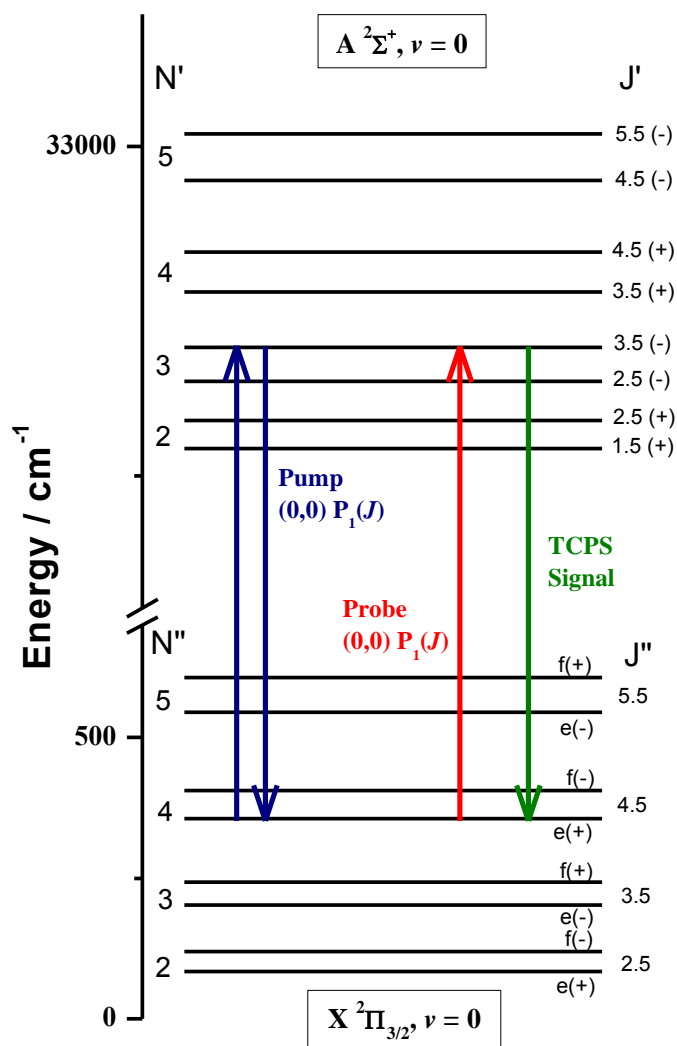 A ²Σ⁺, v = 0
N'
J'
33000
5
5.5 (-)
4.5 (-)
4
4.5 (+)
3.5 (+)
3
3.5 (-)
2.5 (-)
2
2.5 (+)
1.5 (+)
Pump
(0,0) P₁(J)
TCPS
Signal
Probe
(0,0) P₁(J)
Energy / cm⁻¹
N"
J"
f(+)
5
5.5
e(-)
500
f(-)
4
4.5
e(+)
f(+)
3
3.5
e(-)
f(-)
2
2.5
e(+)
0
X ²Π₃/₂, v = 0